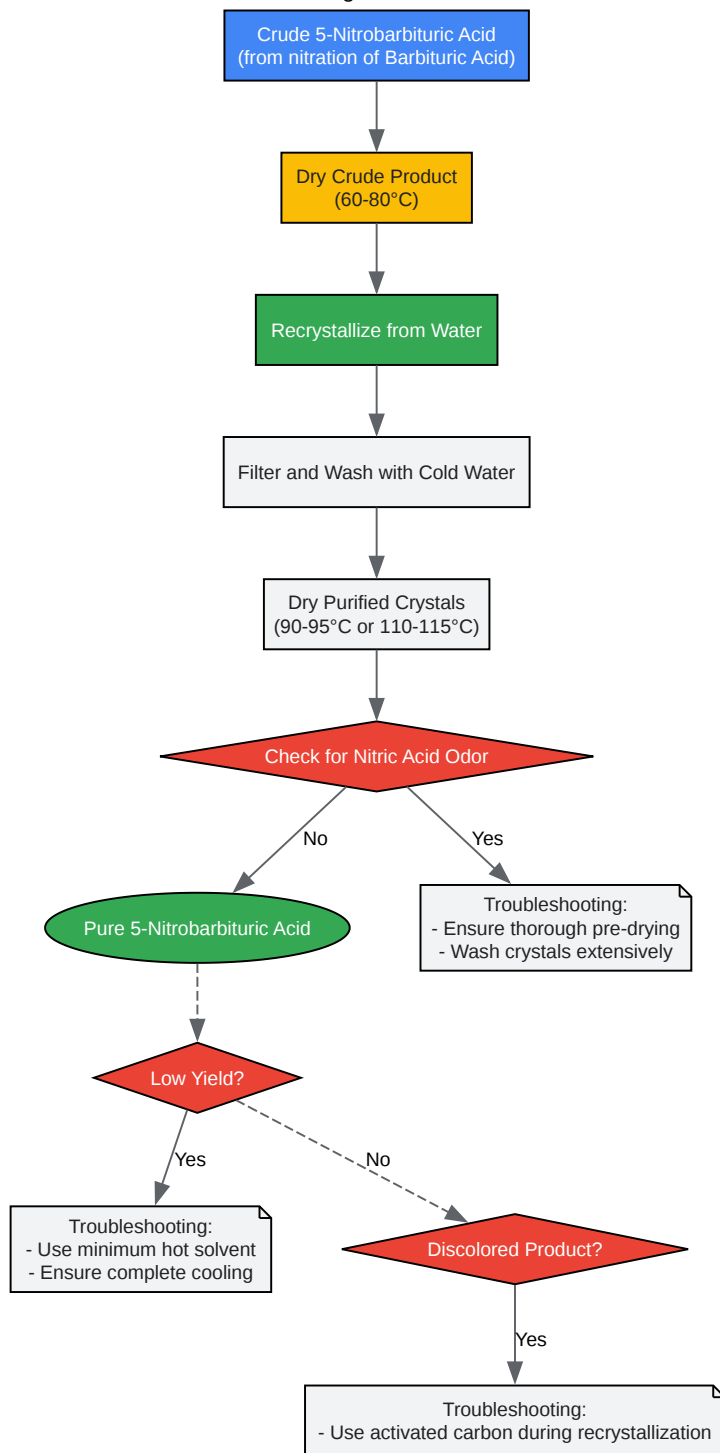 Crude 5-Nitrobarbituric Acid
(from nitration of Barbituric Acid)
Dry Crude Product
(60-80°C)
Recrystallize from Water
Filter and Wash with Cold Water
Dry Purified Crystals
(90-95°C or 110-115°C)
Check for Nitric Acid Odor
No
Yes
Pure 5-Nitrobarbituric Acid
Troubleshooting:
- Ensure thorough pre-drying
- Wash crystals extensively
Low Yield?
Yes
No
Troubleshooting:
- Use minimum hot solvent
- Ensure complete cooling
Discolored Product?
Yes
Troubleshooting:
- Use activated carbon during recrystallization